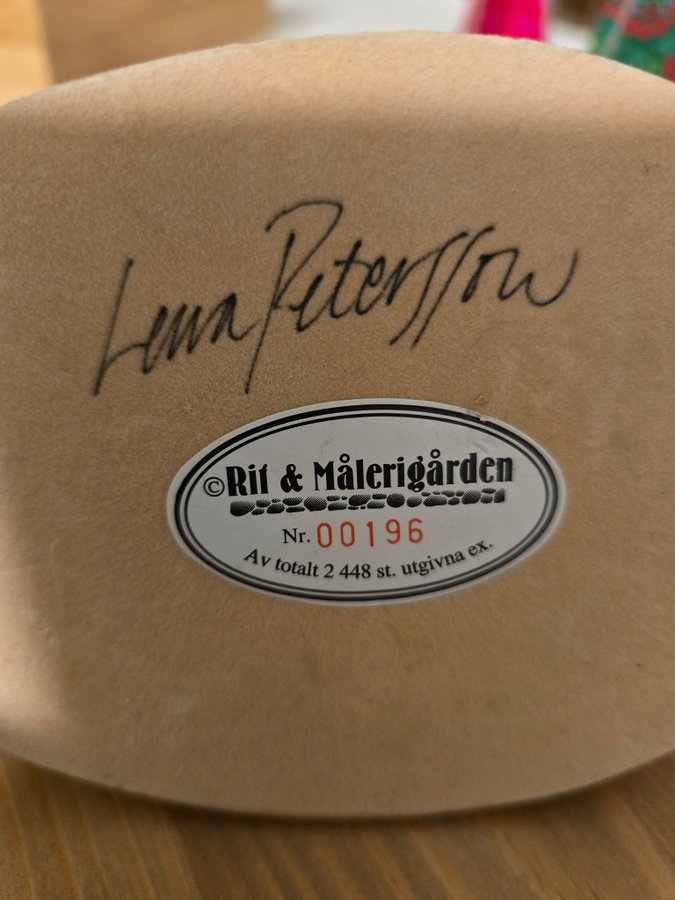 Lena Petersson
© Rit & Målerigården
Nr. 00196
Av totalt 2 448 st. utgivna ex.